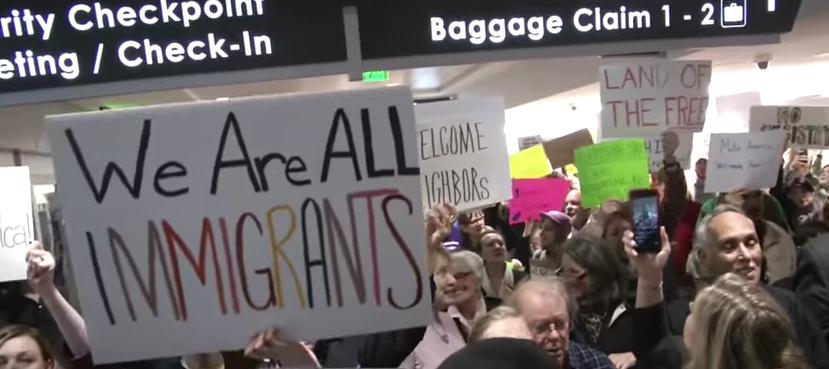 rity Checkpoint
eting / Check-In
Baggage Claim 1 - 2
We Are ALL
IMMIGRANTS
ELCOME
IGHBORS
LAND OF
THE FREE
NO
Make America
ical